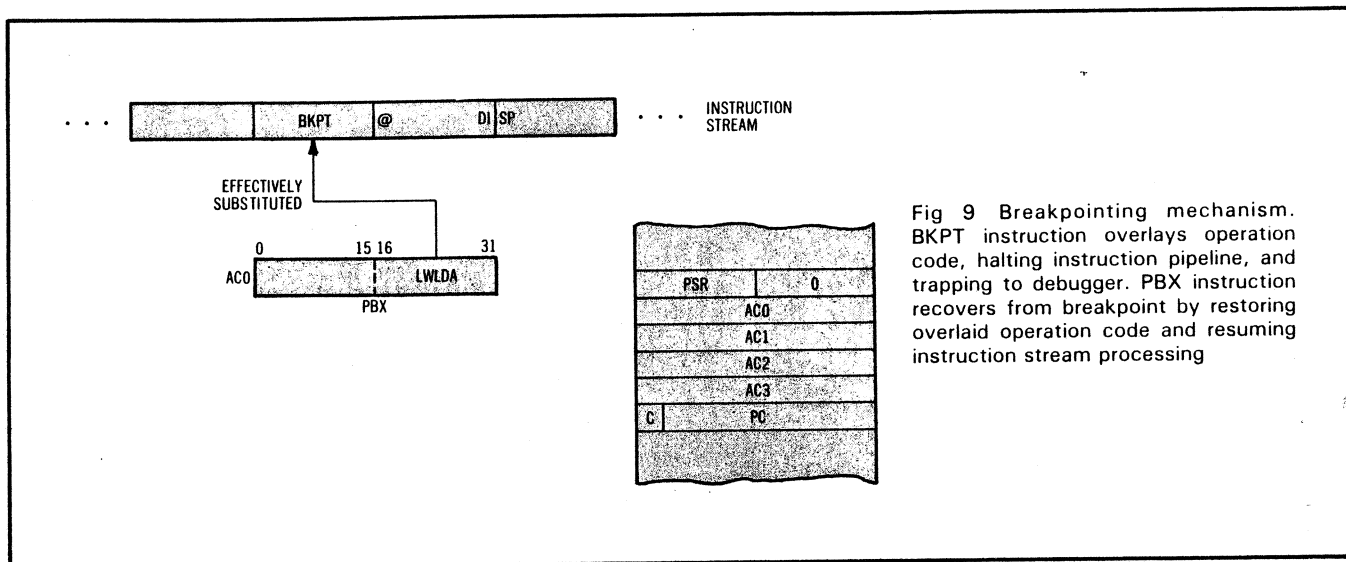 . . . BKPT @ DI SP . . . INSTRUCTION
STREAM
EFFECTIVELY
SUBSTITUTED
0 15 16 31
AC0 LWLDA
PBX
PSR 0
AC0
AC1
AC2
AC3
C PC
Fig 9 Breakpointing mechanism.
BKPT instruction overlays operation
code, halting instruction pipeline, and
trapping to debugger. PBX instruction
recovers from breakpoint by restoring
overlaid operation code and resuming
instruction stream processing